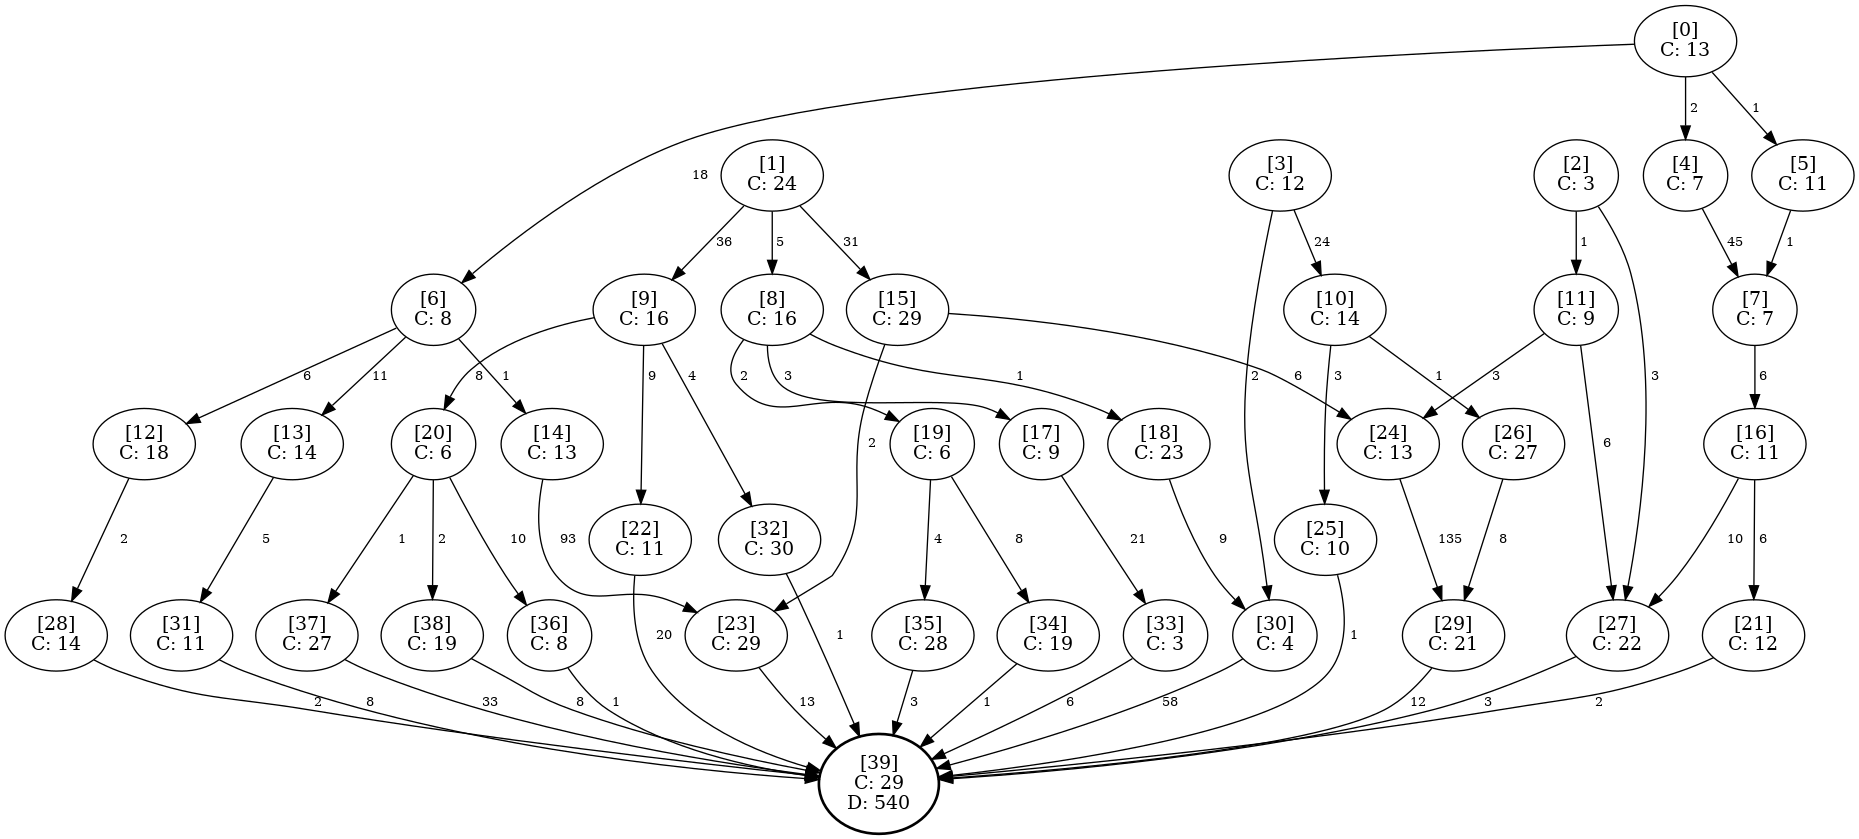 [0]
C: 13
2
1
18
[1]
C: 24
[3]
C: 12
[2]
C: 3
[4]
C: 7
[5]
C: 11
36
5
31
24
1
45
1
[6]
C: 8
[9]
C: 16
[8]
C: 16
[15]
C: 29
[10]
C: 14
[11]
C: 9
[7]
C: 7
6
11
1
8
9
4
2
3
1
6
2
3
1
3
3
6
[12]
C: 18
[13]
C: 14
[20]
C: 6
[14]
C: 13
[19]
C: 6
[17]
C: 9
[18]
C: 23
[24]
C: 13
[26]
C: 27
[16]
C: 11
2
6
2
5
1
2
10
93
[22]
C: 11
[32]
C: 30
4
8
21
9
[25]
C: 10
135
8
10
6
[28]
C: 14
[31]
C: 11
[37]
C: 27
[38]
C: 19
[36]
C: 8
20
[23]
C: 29
1
[35]
C: 28
[34]
C: 19
[33]
C: 3
[30]
C: 4
1
[29]
C: 21
[27]
C: 22
[21]
C: 12
2
8
33
8
1
13
3
1
6
58
12
3
2
[39]
C: 29
D: 540